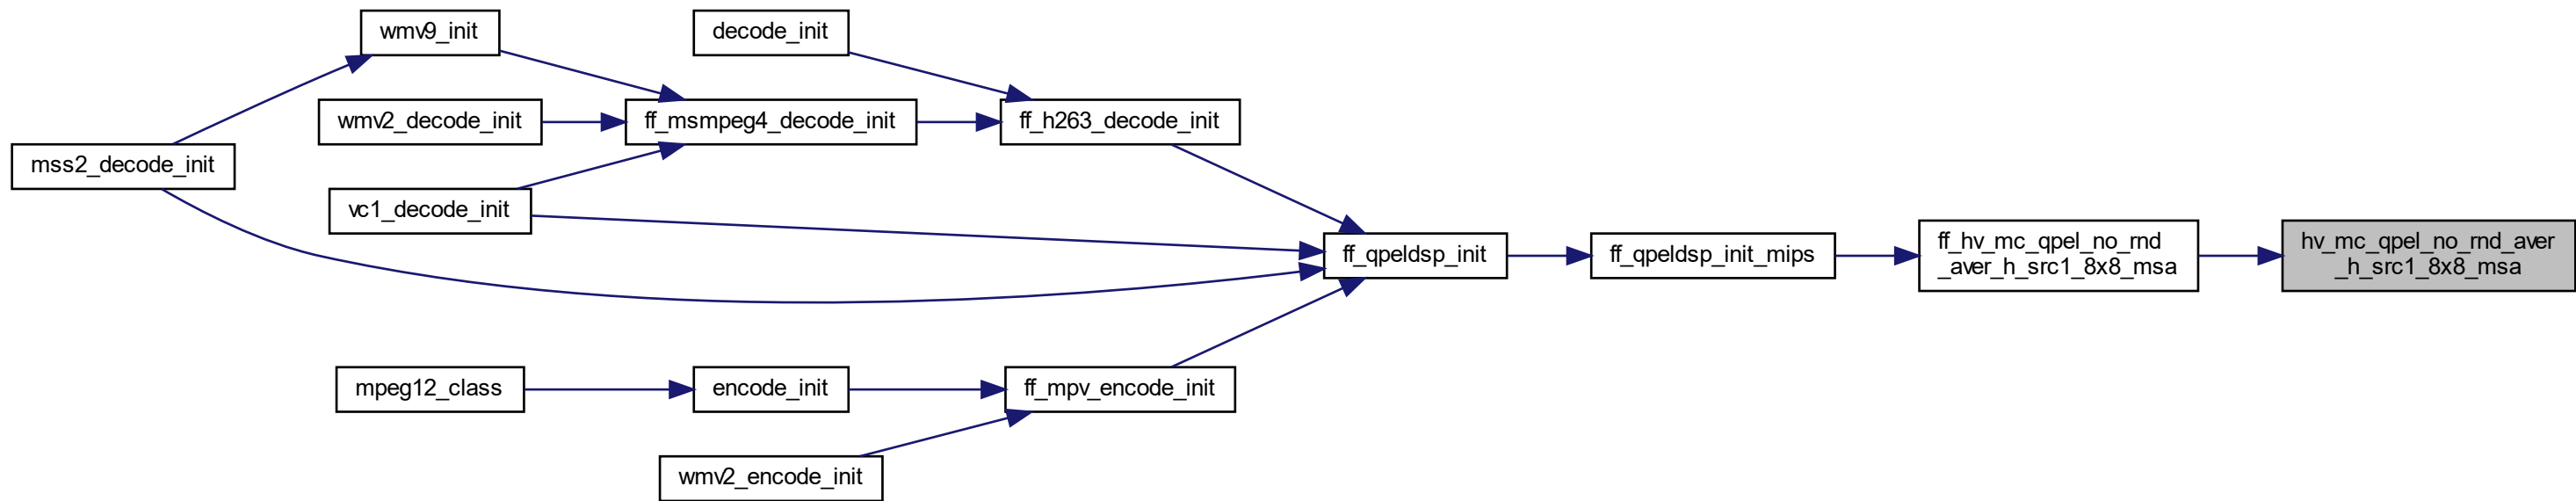 wmv9_init
decode_init
wmv2_decode_init
ff_msmpeg4_decode_init
ff_h263_decode_init
mss2_decode_init
vc1_decode_init
ff_qpeldsp_init
ff_qpeldsp_init_mips
ff_hv_mc_qpel_no_rnd
_aver_h_src1_8x8_msa
hv_mc_qpel_no_rnd_aver
_h_src1_8x8_msa
mpeg12_class
encode_init
ff_mpv_encode_init
wmv2_encode_init